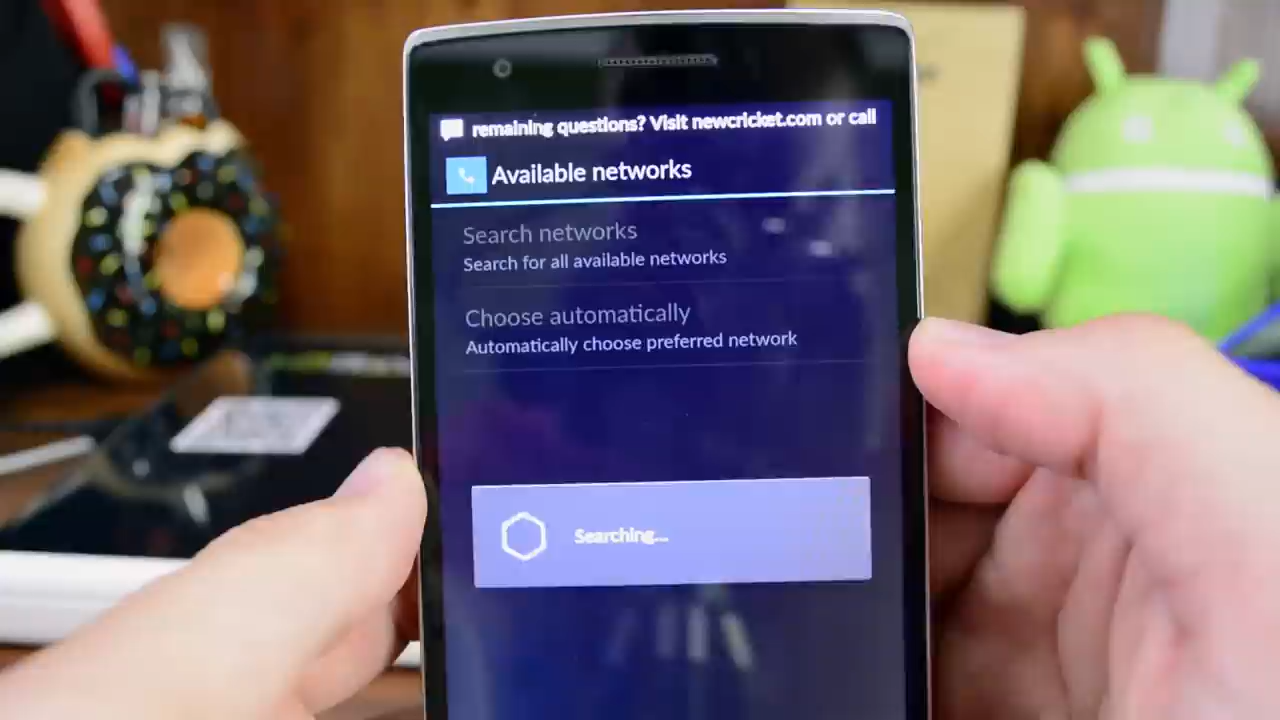 remaining questions? Visit newcricket.com or call
Available networks
Search networks
Search for all available networks
Choose automatically
Automatically choose preferred network
Searching...